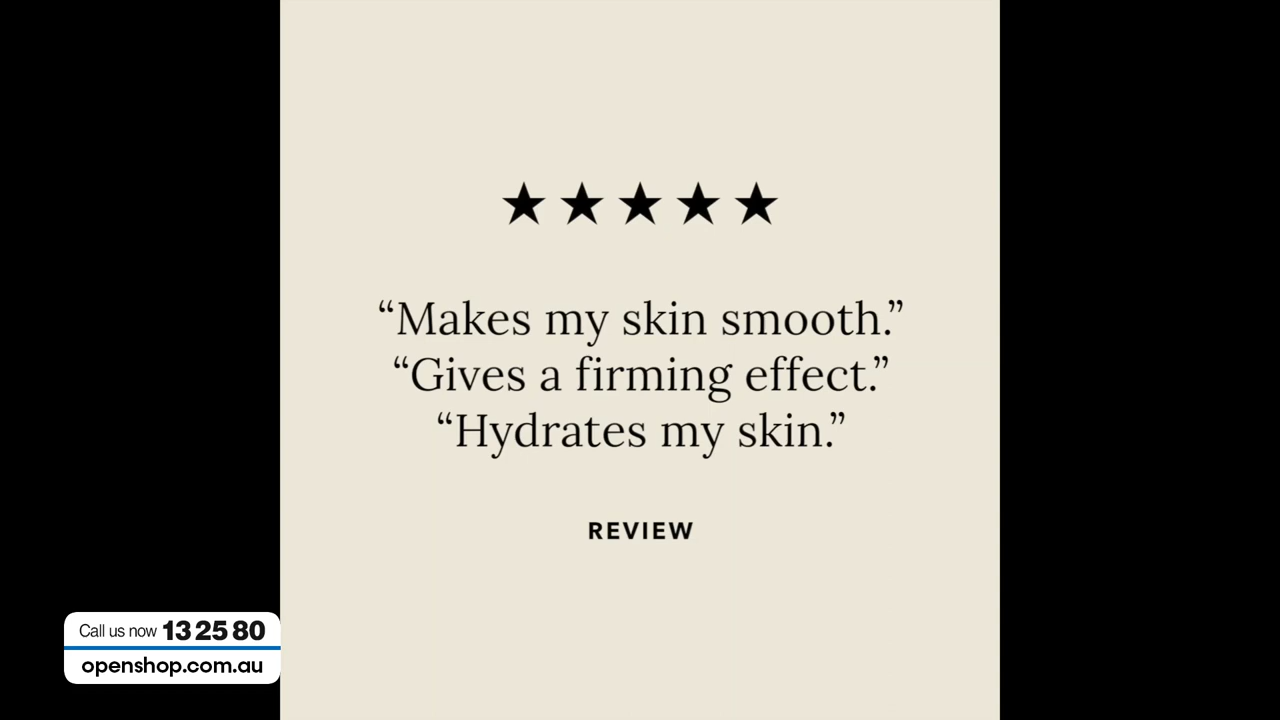 ★★★★★
“Makes my skin smooth.”
“Gives a firming effect.”
“Hydrates my skin.”
REVIEW
Call us now 13 25 80
openshop.com.au